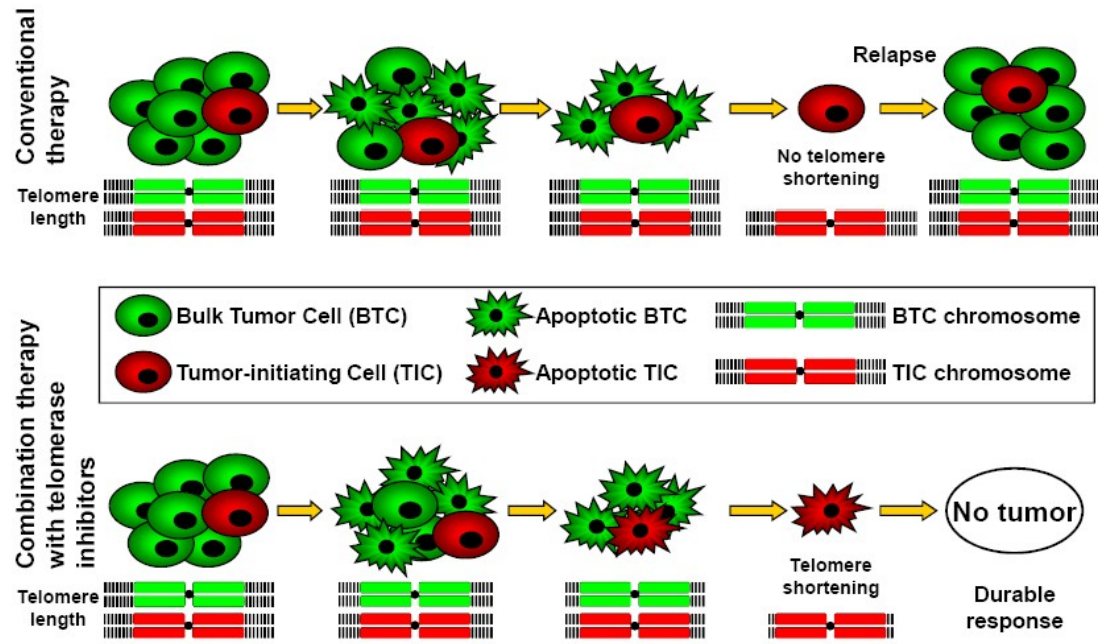 Conventional
therapy
Relapse
No telomere
shortening
Telomere
length
Bulk Tumor Cell (BTC)
Apoptotic BTC
BTC chromosome
Tumor-initiating Cell (TIC)
Apoptotic TIC
TIC chromosome
Combination therapy
with telomerase
inhibitors
No tumor
Telomere
shortening
Durable
response
Telomere
length